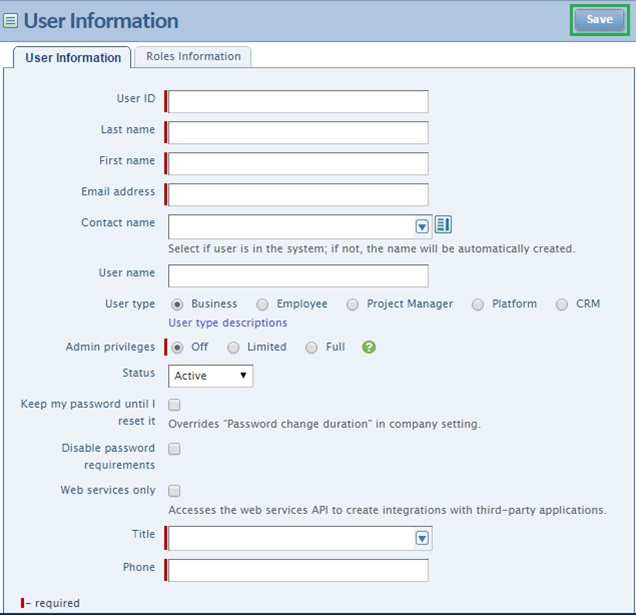 User Information
Save
User Information
Roles Information
User ID
Last name
First name
Email address
Contact name
Select if user is in the system; if not, the name will be automatically created.
User name
User type
Business
Employee
Project Manager
Platform
CRM
User type descriptions
Admin privileges
Off
Limited
Full
?
Status
Active
Keep my password until I
reset it
Overrides "Password change duration" in company setting.
Disable password
requirements
Web services only
Accesses the web services API to create integrations with third-party applications.
Title
Phone
- required